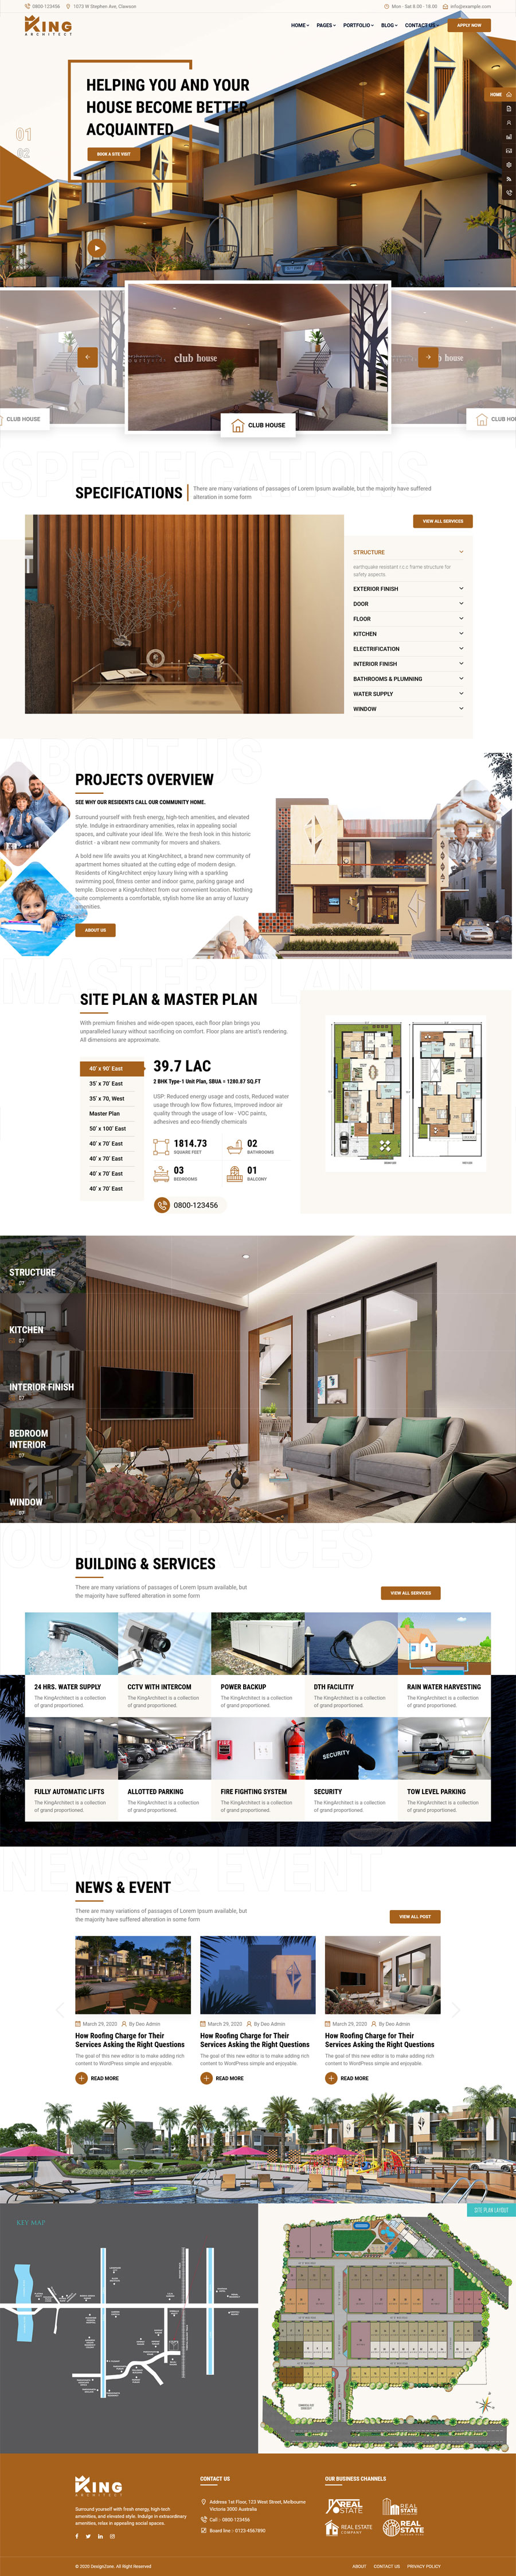 0800-123456
1073 W Stephen Ave, Clawson
Mon - Sat 8.00 - 18.00
info@example.com
KING
ARCHITECT
HOME
PAGES
PORTFOLIO
BLOG
CONTACT US
APPLY NOW
HOME
HELPING YOU AND YOUR
HOUSE BECOME BETTER
ACQUAINTED
01
02
BOOK A SITE VISIT
club house
CLUB HOUSE
CLUB HOUSE
SPECIFICATIONS
SPECIFICATIONS
There are many variations of passages of Lorem Ipsum available, but the majority have suffered
alteration in some form
VIEW ALL SERVICES
STRUCTURE
earthquake resistant r.c.c frame structure for
safety aspects.
EXTERIOR FINISH
DOOR
FLOOR
KITCHEN
ELECTRIFICATION
INTERIOR FINISH
BATHROOMS & PLUMNING
WATER SUPPLY
WINDOW
ABOUT US
PROJECTS OVERVIEW
SEE WHY OUR RESIDENTS CALL OUR COMMUNITY HOME.
Surround yourself with fresh energy, high-tech amenities, and elevated
style. Indulge in extraordinary amenities, relax in appealing social
spaces, and cultivate your ideal life. We're the fresh take on this historic
district - a vibrant new community for movers and shakers.
A bold new life awaits you at KingArchitect, a brand new community of
apartment homes situated at the cutting edge of modern design.
Residents of KingArchitect enjoy luxury living with a sparkling
swimming pool, fitness center and indoor game, parking garage and
temple. Discover a KingArchitect from our convenient location. Nothing
quite compliments a comfortable, stylish home like an array of luxury
amenities.
ABOUT US
MASTER PLAN
SITE PLAN & MASTER PLAN
With premium finishes and wide-open spaces, each floor plan brings you
unparalleled luxury without sacrificing on comfort. Floor plans are artist's rendering.
All dimensions are approximate.
40' x 90' East
35' x 70' East
35' x 70, West
Master Plan
50' x 100' East
40' x 70' East
40' x 70' East
40' x 70' East
40' x 70' East
39.7 LAC
2 BHK Type-1 Unit Plan, SBUA = 1280.87 SQ.FT
USP: Reduced energy usage and costs, Reduced water
usage through low flow fixtures, Improved indoor air
quality through the usage of low - VOC paints,
adhesives and eco-friendly chemicals
1814.73
SQUARE FEET
02
BATHROOMS
03
BEDROOMS
01
BALCONY
0800-123456
STRUCTURE
07
KITCHEN
07
INTERIOR FINISH
07
BEDROOM
INTERIOR
07
WINDOW
07
OUR SERVICES
BUILDING & SERVICES
There are many variations of passages of Lorem Ipsum available, but
the majority have suffered alteration in some form
VIEW ALL SERVICES
24 HRS. WATER SUPPLY
The KingArchitect is a collection
of grand proportioned.
CCTV WITH INTERCOM
The KingArchitect is a collection
of grand proportioned.
POWER BACKUP
The KingArchitect is a collection
of grand proportioned.
DTH FACILITIY
The KingArchitect is a collection
of grand proportioned.
RAIN WATER HARVESTING
The KingArchitect is a collection
of grand proportioned.
SECURITY
FULLY AUTOMATIC LIFTS
The KingArchitect is a collection
of grand proportioned.
ALLOTTED PARKING
The KingArchitect is a collection
of grand proportioned.
FIRE FIGHTING SYSTEM
The KingArchitect is a collection
of grand proportioned.
SECURITY
The KingArchitect is a collection
of grand proportioned.
TOW LEVEL PARKING
The KingArchitect is a collection
of grand proportioned.
NEWS & EVENT
NEWS & EVENT
There are many variations of passages of Lorem Ipsum available, but
the majority have suffered alteration in some form
VIEW ALL POST
March 29, 2020 By Deo Admin
How Roofing Charge for Their
Services Asking the Right Questions
The goal of this new editor is to make adding rich
content to WordPress simple and enjoyable.
READ MORE
March 29, 2020 By Deo Admin
How Roofing Charge for Their
Services Asking the Right Questions
The goal of this new editor is to make adding rich
content to WordPress simple and enjoyable.
READ MORE
March 29, 2020 By Deo Admin
How Roofing Charge for Their
Services Asking the Right Questions
The goal of this new editor is to make adding rich
content to WordPress simple and enjoyable.
READ MORE
KEY MAP
SITE PLAN LAYOUT
KING
ARCHITECT
Surround yourself with fresh energy, high-tech
amenities, and elevated style. Indulge in extraordinary
amenities, relax in appealing social spaces.
CONTACT US
Address 1st Floor, 123 West Street, Melbourne
Victoria 3000 Australia
Call :- 0800-123456
Board line :- 0123-4567890
OUR BUSINESS CHANNELS
REAL
ESTATE
REAL
ESTATE
REAL ESTATE
COMPANY
REAL
ESTATE
© 2020 DesignZone. All Right Reserved
ABOUT
CONTACT US
PRIVACY POLICY